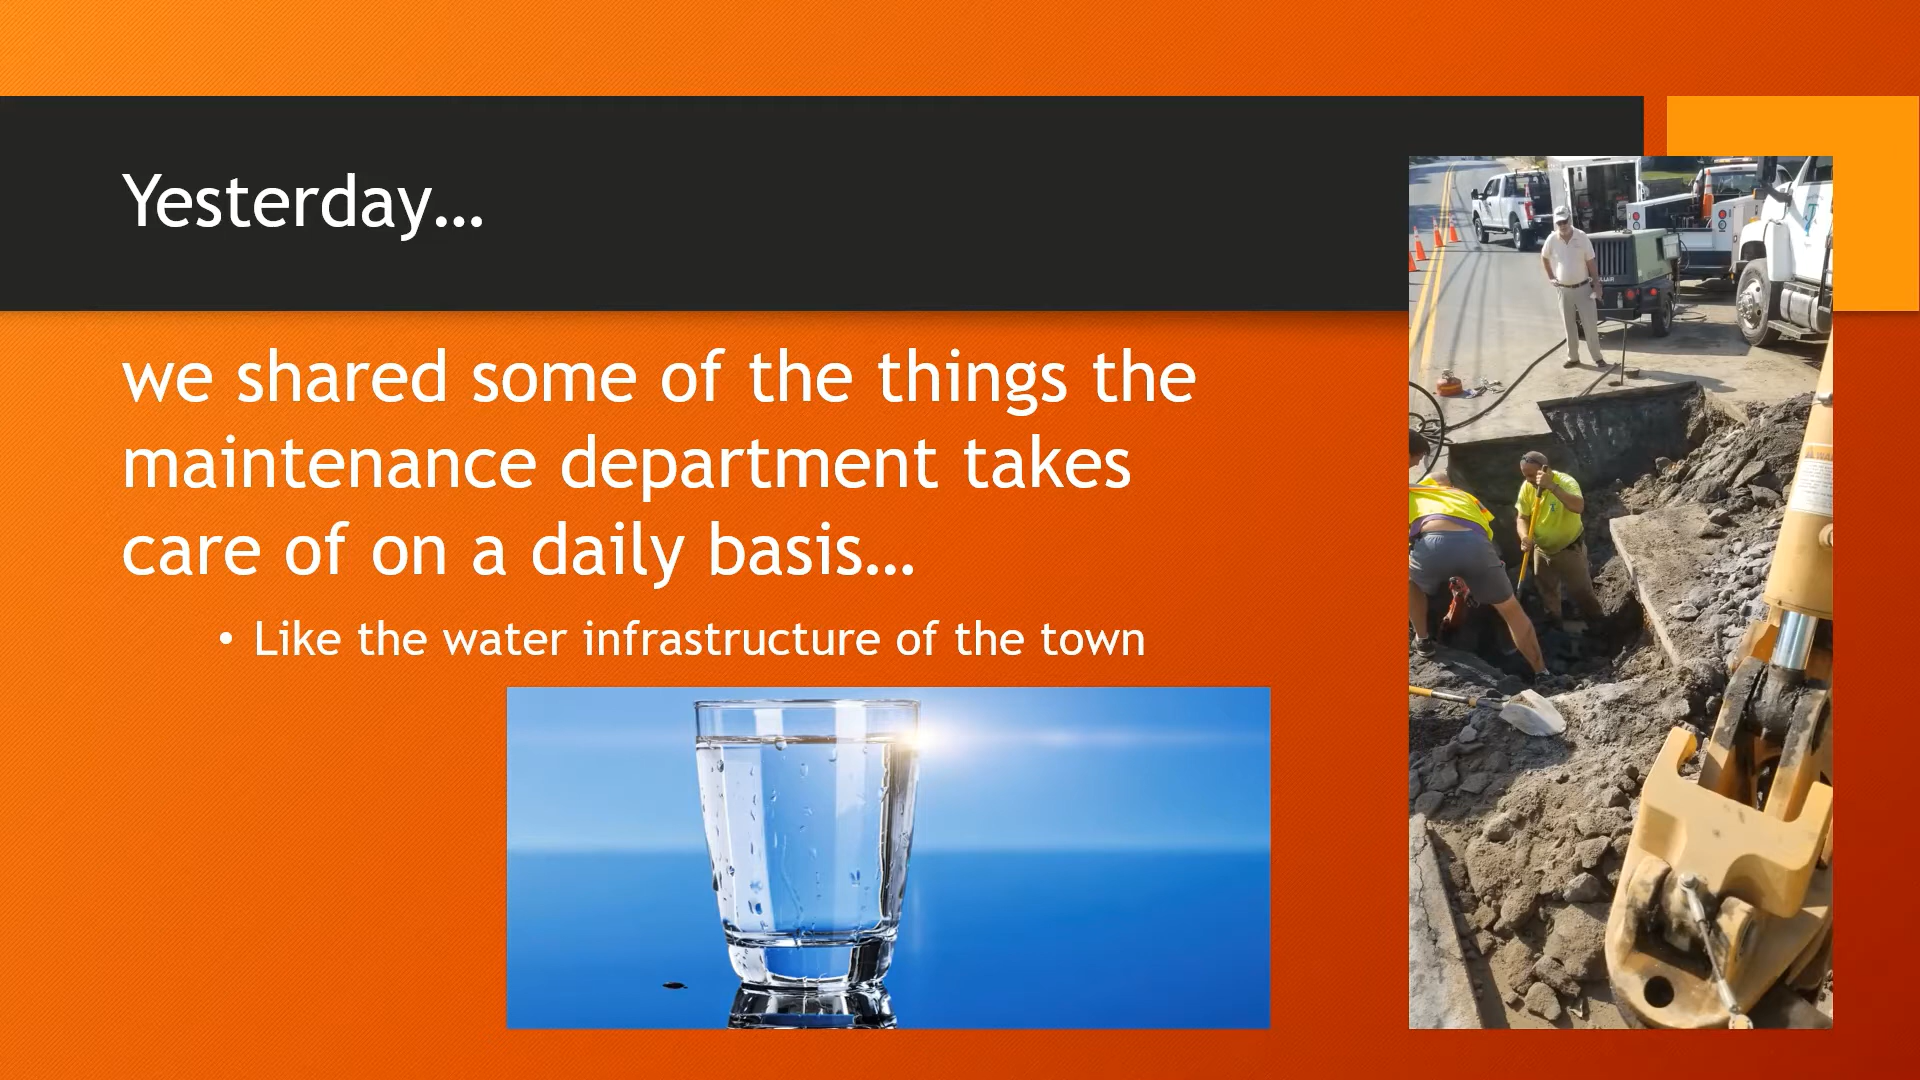 Yesterday…
we shared some of the things the
maintenance department takes
care of on a daily basis…
• Like the water infrastructure of the town